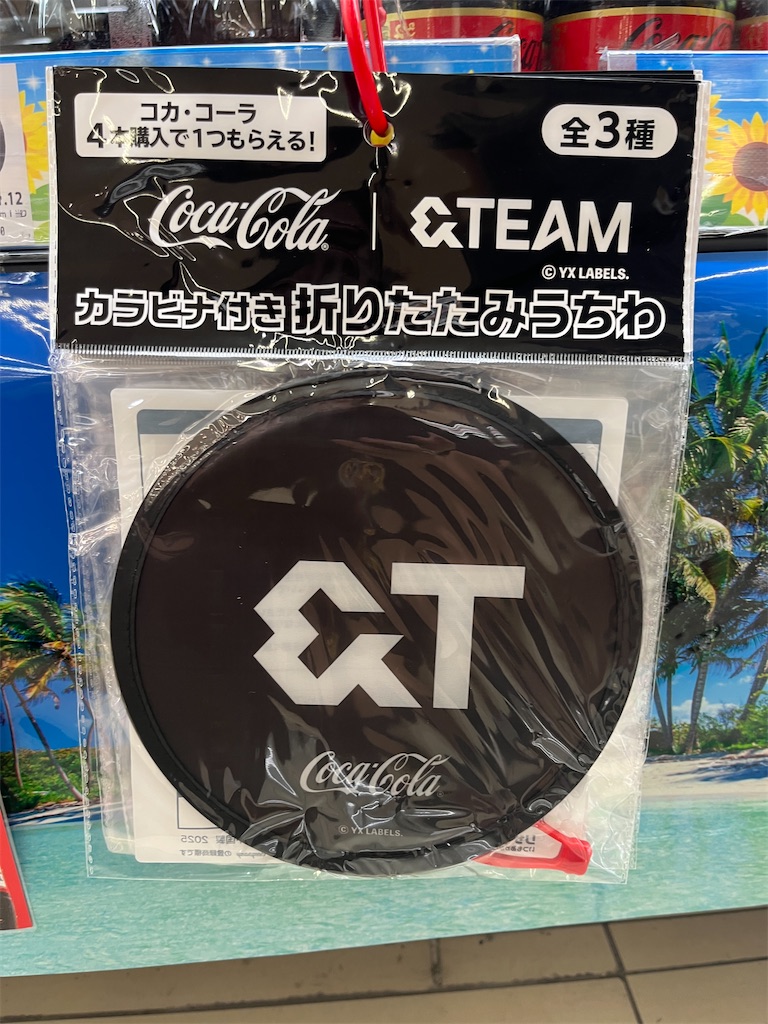 コカ・コーラ
4本購入で1つもらえる!
全3種
Coca-Cola
&TEAM
© YX LABELS.
カラビナ付き折りたたみうちわ
&T
Coca-Cola
© YX LABELS.
2025